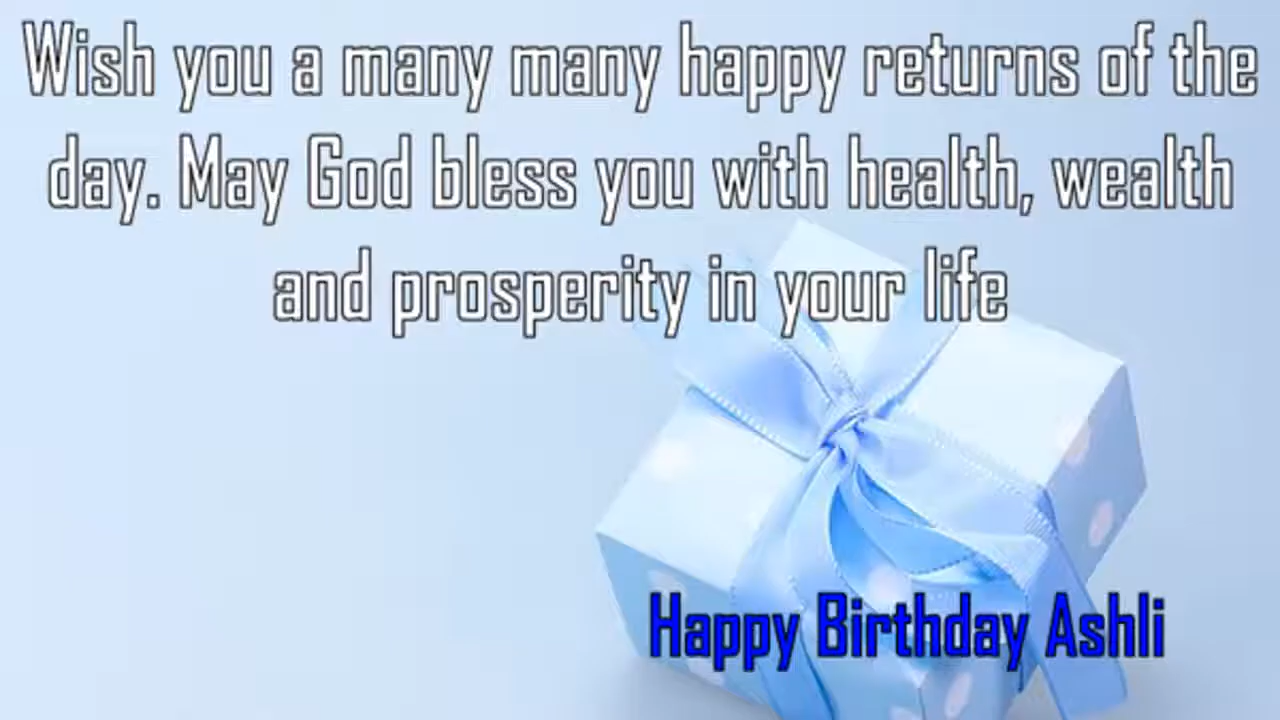 Wish you a many many happy returns of the
day. May God bless you with health, wealth
and prosperity in your life
Happy Birthday Ashli